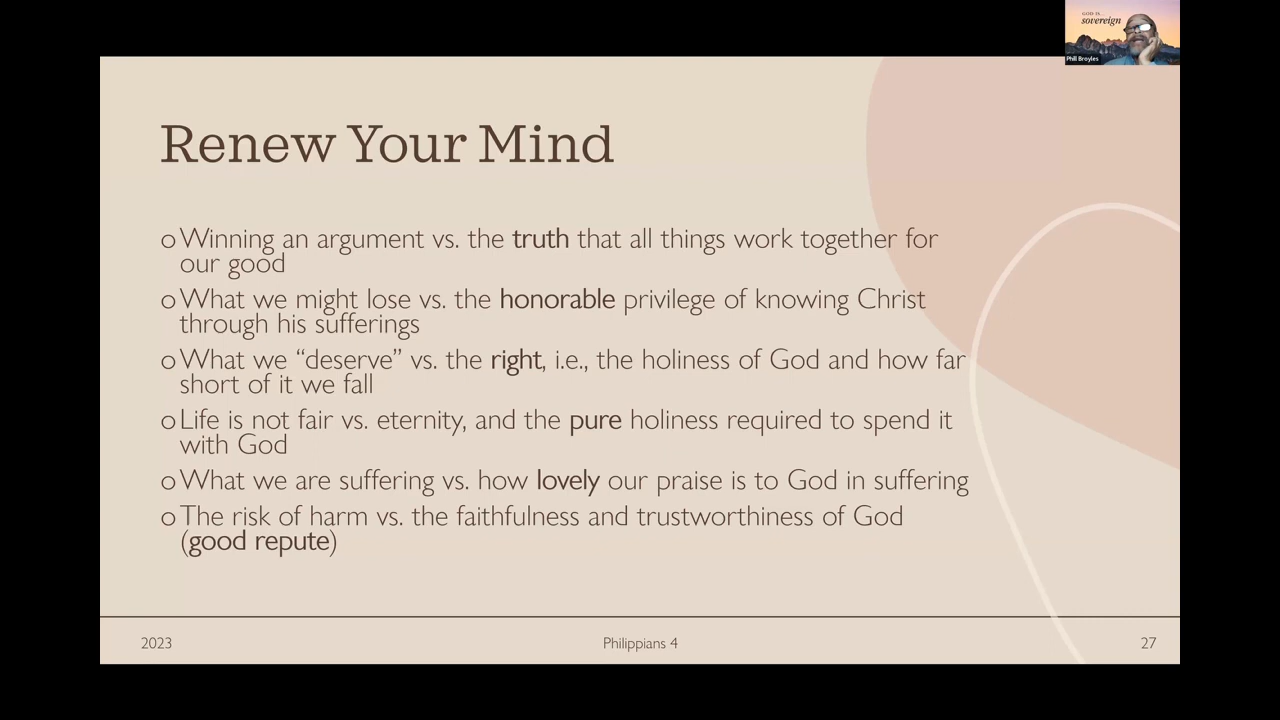 GOD IS
sovereign
Phill Broyles
Renew Your Mind
o Winning an argument vs. the truth that all things work together for
our good
o What we might lose vs. the honorable privilege of knowing Christ
through his sufferings
o What we “deserve” vs. the right, i.e., the holiness of God and how far
short of it we fall
o Life is not fair vs. eternity, and the pure holiness required to spend it
with God
o What we are suffering vs. how lovely our praise is to God in suffering
o The risk of harm vs. the faithfulness and trustworthiness of God
(good repute)
2023
Philippians 4
27